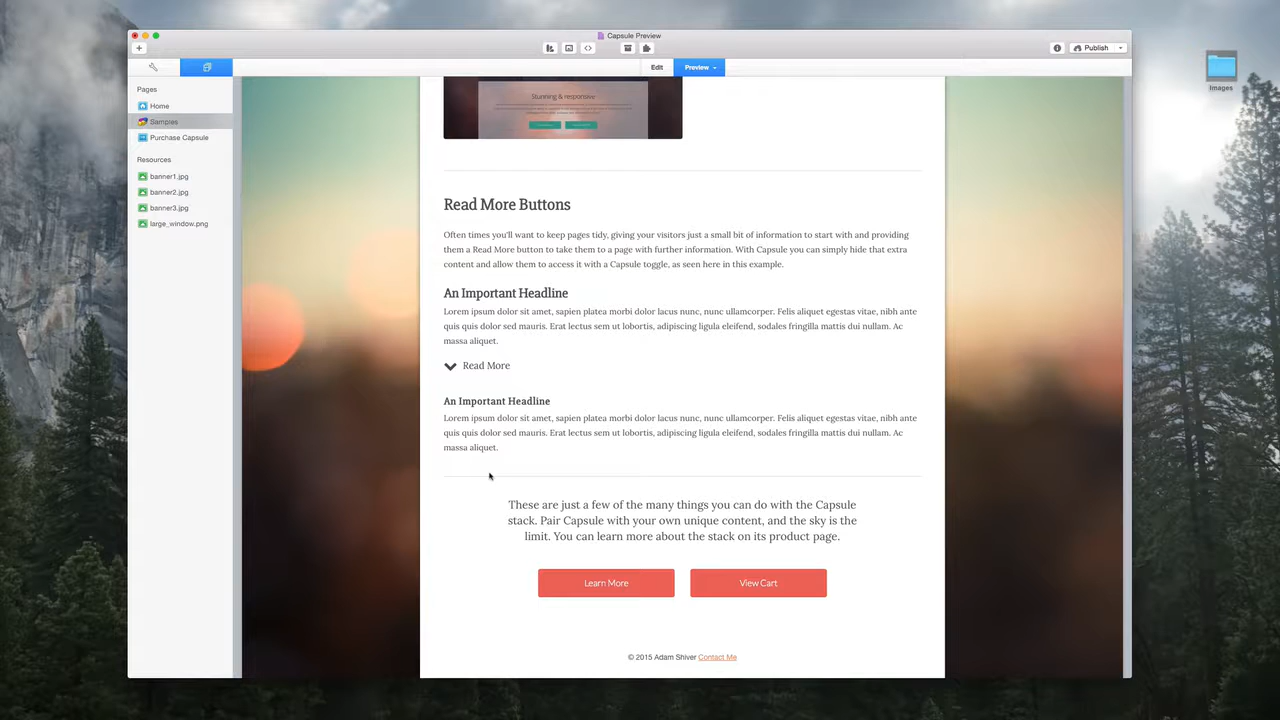 Capsule Preview
Publish
Edit
Preview
Images
Pages
Home
Samples
Purchase Capsule
Resources
banner1.jpg
banner2.jpg
banner3.jpg
large_window.png
Stunning & responsive
Read More Buttons
Often times you'll want to keep pages tidy, giving your visitors just a small bit of information to start with and providing
them a Read More button to take them to a page with further information. With Capsule you can simply hide that extra
content and allow them to access it with a Capsule toggle, as seen here in this example.
An Important Headline
Lorem ipsum dolor sit amet, sapien platea morbi dolor lacus nunc, nunc ullamcorper. Felis aliquet egestas vitae, nibh ante
quis quis dolor sed mauris. Erat lectus sem ut lobortis, adipiscing ligula eleifend, sodales fringilla mattis dui nullam. Ac
massa aliquet.
Read More
An Important Headline
Lorem ipsum dolor sit amet, sapien platea morbi dolor lacus nunc, nunc ullamcorper. Felis aliquet egestas vitae, nibh ante
quis quis dolor sed mauris. Erat lectus sem ut lobortis, adipiscing ligula eleifend, sodales fringilla mattis dui nullam. Ac
massa aliquet.
These are just a few of the many things you can do with the Capsule
stack. Pair Capsule with your own unique content, and the sky is the
limit. You can learn more about the stack on its product page.
Learn More
View Cart
© 2015 Adam Shiver Contact Me